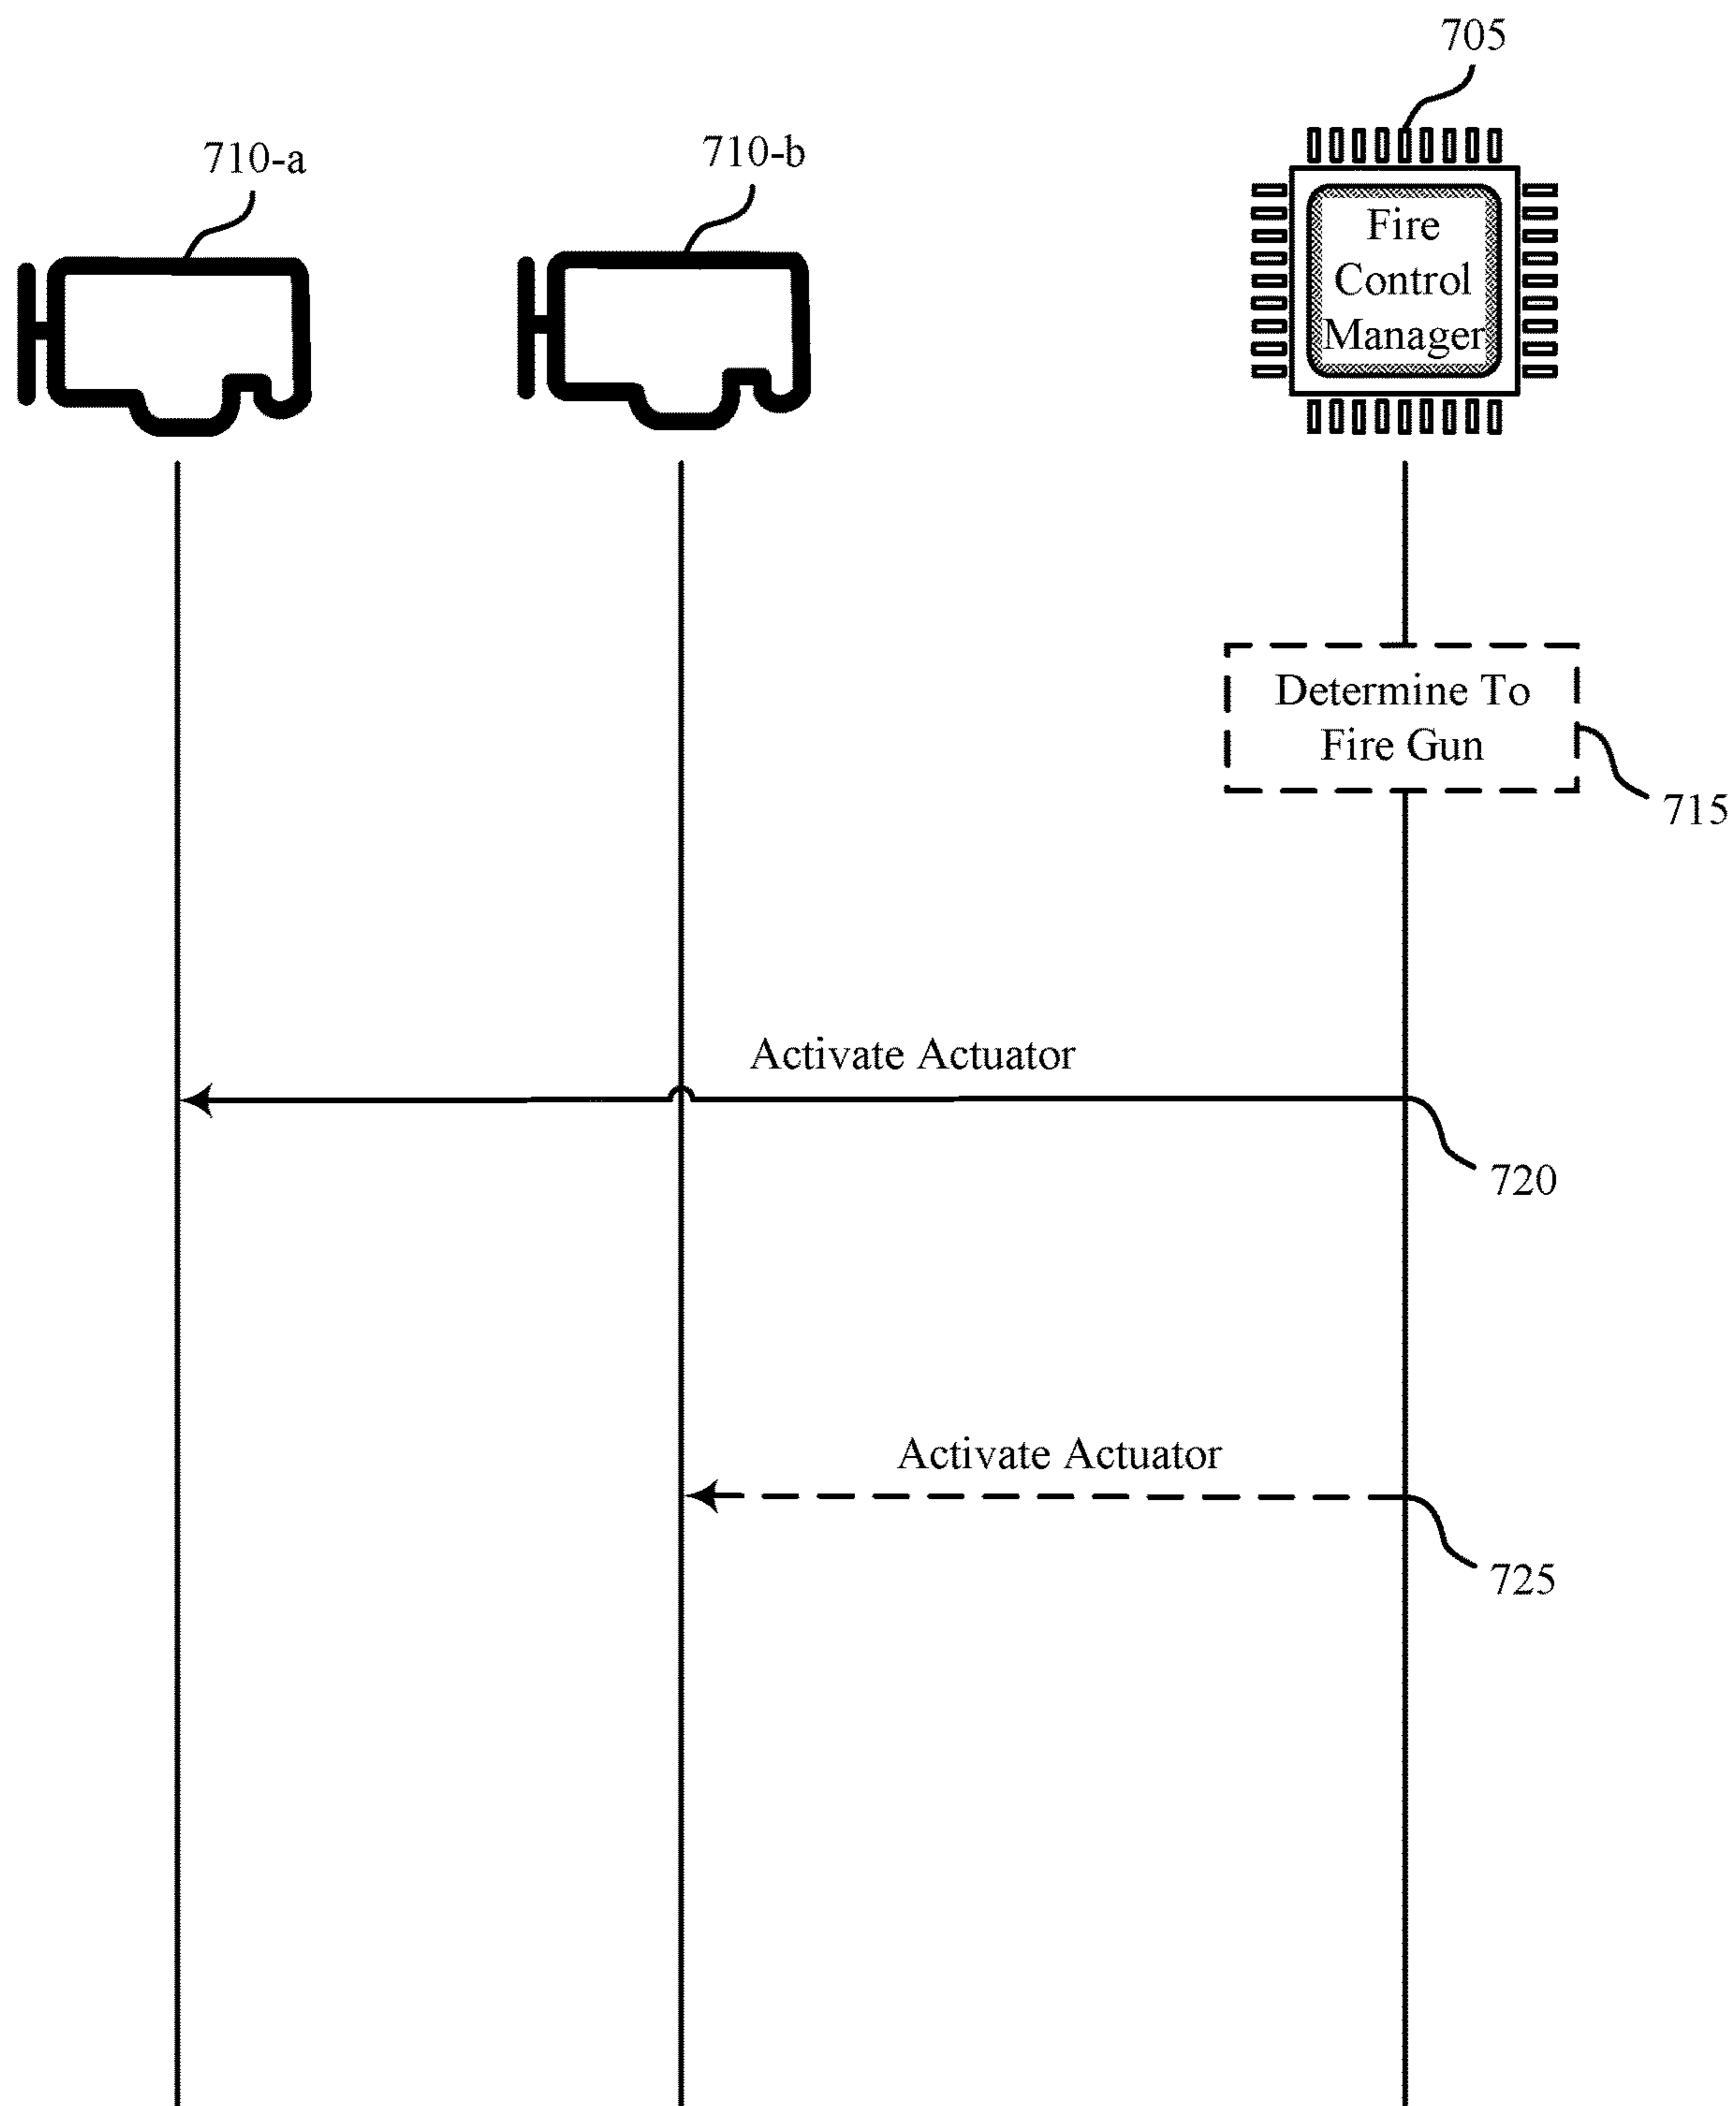 705
710-a
710-b
Fire
Control
Manager
Determine To
Fire Gun
715
Activate Actuator
720
Activate Actuator
725